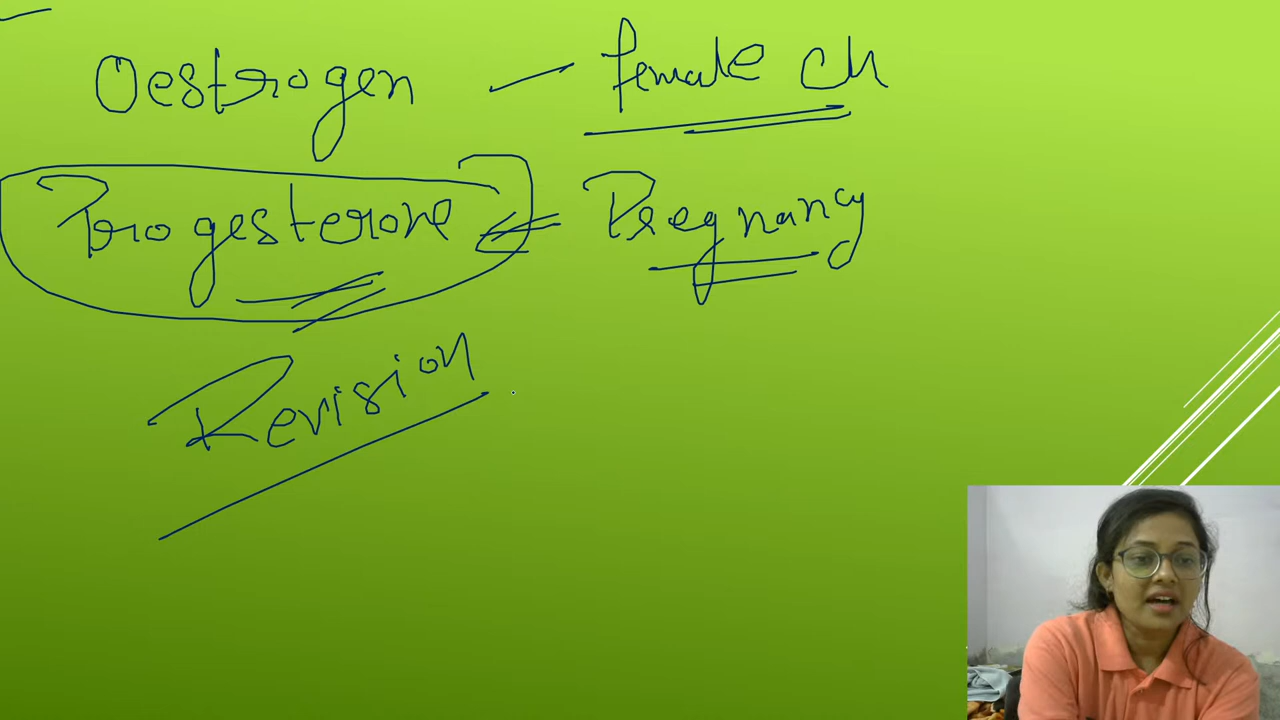 Oestrogen - female Ch
Progesterone = Pregnancy
Revision